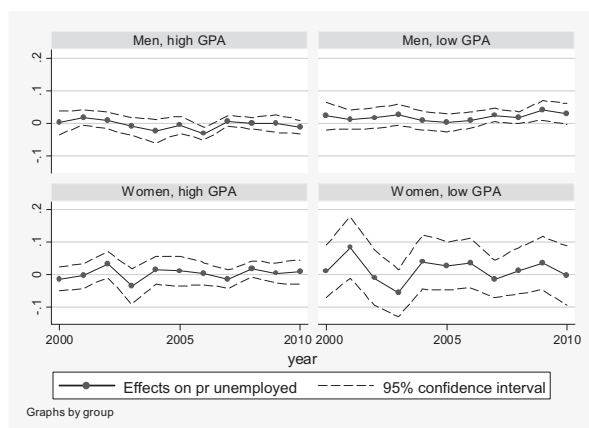 Men, high GPA
Men, low GPA
.2
.1
0
-.1
Women, high GPA
Women, low GPA
.2
.1
0
-.1
2000 2005 2010 2000 2005 2010
year
Effects on pr unemployed 95% confidence interval
Graphs by group